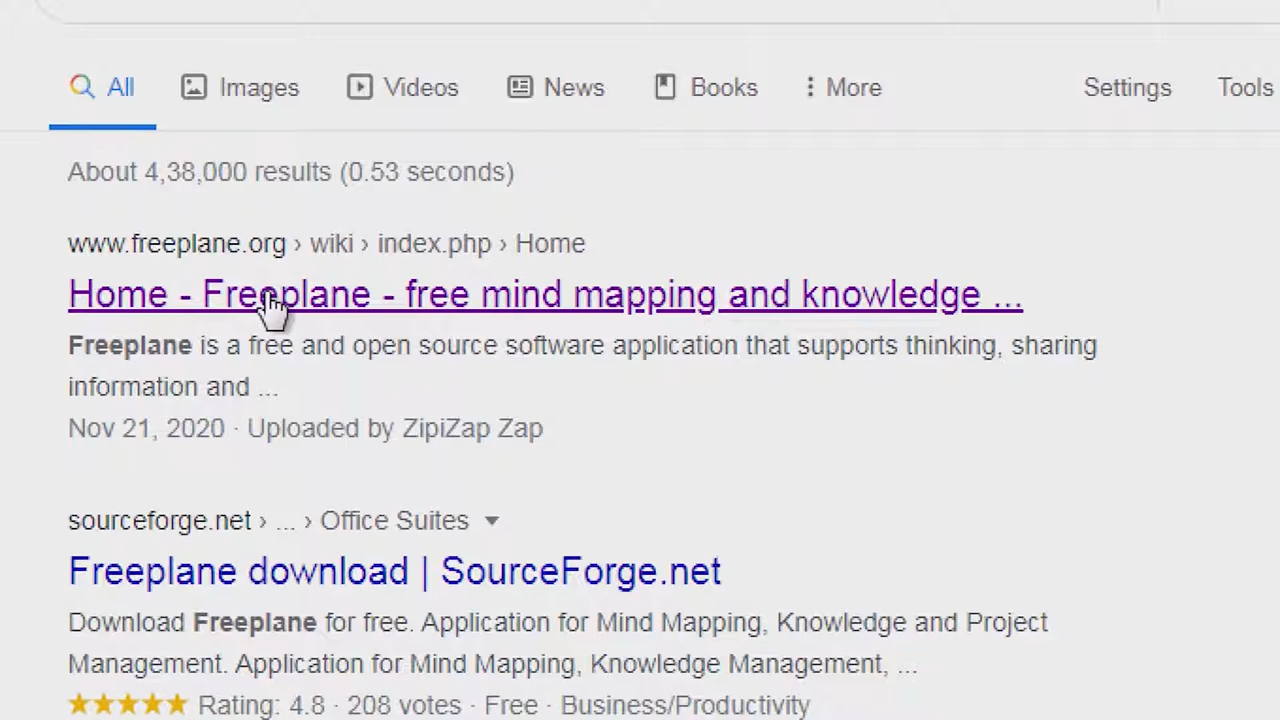 All Images Videos News Books More Settings Tools
About 4,38,000 results (0.53 seconds)
www.freeplane.org › wiki › index.php › Home
Home - Freeplane - free mind mapping and knowledge ...
Freeplane is a free and open source software application that supports thinking, sharing
information and ...
Nov 21, 2020 · Uploaded by ZipiZap Zap
sourceforge.net › ... › Office Suites
Freeplane download | SourceForge.net
Download Freeplane for free. Application for Mind Mapping, Knowledge and Project
Management. Application for Mind Mapping, Knowledge Management, ...
Rating: 4.8 · 208 votes · Free · Business/Productivity